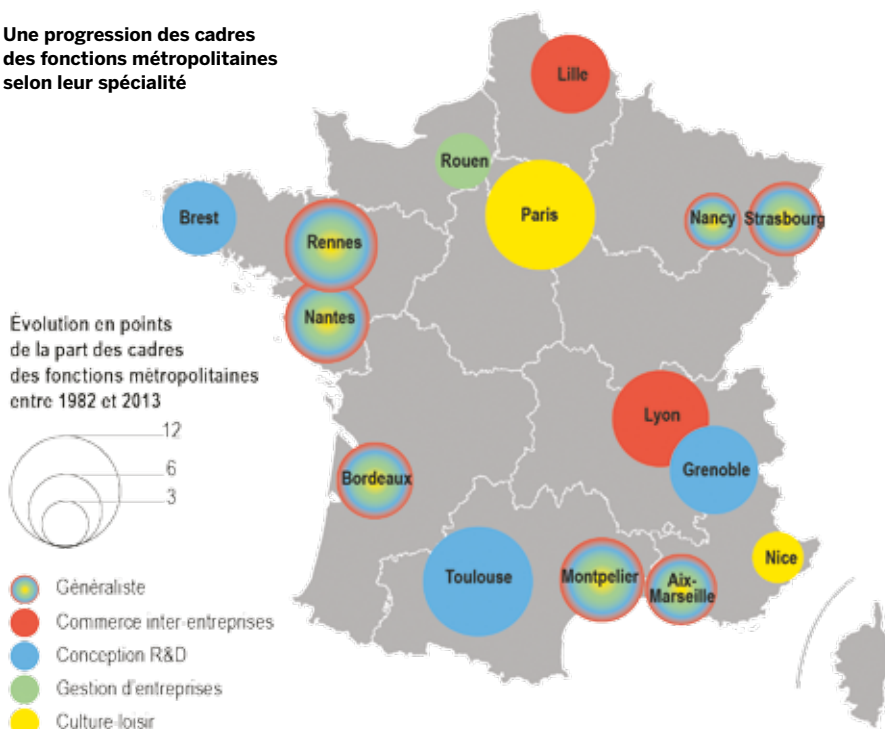 Une progression des cadres
des fonctions métropolitaines
selon leur spécialité
Lille
Rouen
Paris
Brest
Nancy
Strasbourg
Rennes
Nantes
Évolution en points
de la part des cadres
des fonctions métropolitaines
entre 1982 et 2013
12
6
3
Lyon
Grenoble
Bordeaux
Nice
Toulouse
Montpelier
Aix-
Marseille
Généraliste
Commerce inter-entreprises
Conception R&D
Gestion d'entreprises
Culture-loisir